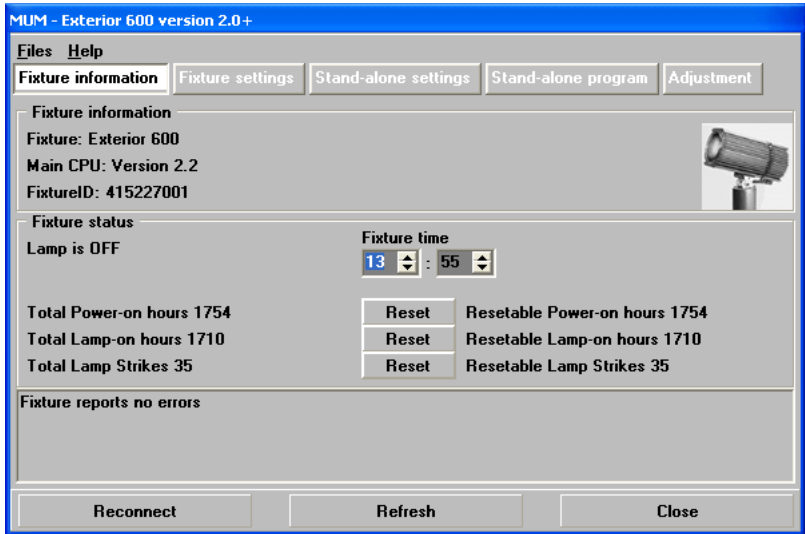 MUM - Exterior 600 version 2.0+
Files Help
Fixture information Fixture settings Stand-alone settings Stand-alone program Adjustment
Fixture information
Fixture: Exterior 600
Main CPU: Version 2.2
FixtureID: 415227001
Fixture status
Lamp is OFF
Fixture time
13 : 55
Total Power-on hours 1754 Reset Resetable Power-on hours 1754
Total Lamp-on hours 1710 Reset Resetable Lamp-on hours 1710
Total Lamp Strikes 35 Reset Resetable Lamp Strikes 35
Fixture reports no errors
Reconnect Refresh Close